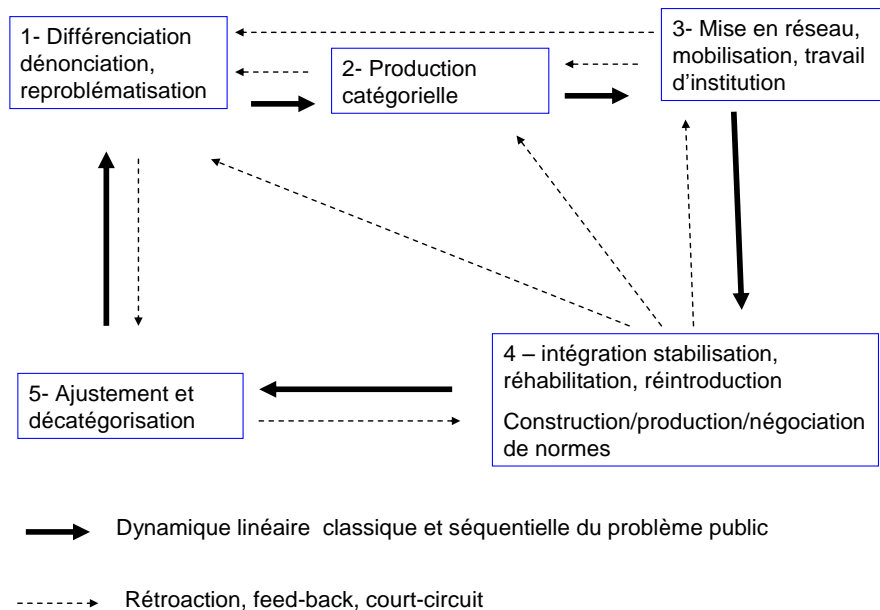 1- Différenciation
dénonciation,
reproblématisation
2- Production
catégorielle
3- Mise en réseau,
mobilisation, travail
d’institution
4 – intégration stabilisation,
réhabilitation, réintroduction
Construction/production/négociation
de normes
5- Ajustement et
décatégorisation
Dynamique linéaire classique et séquentielle du problème public
Rétroaction, feed-back, court-circuit